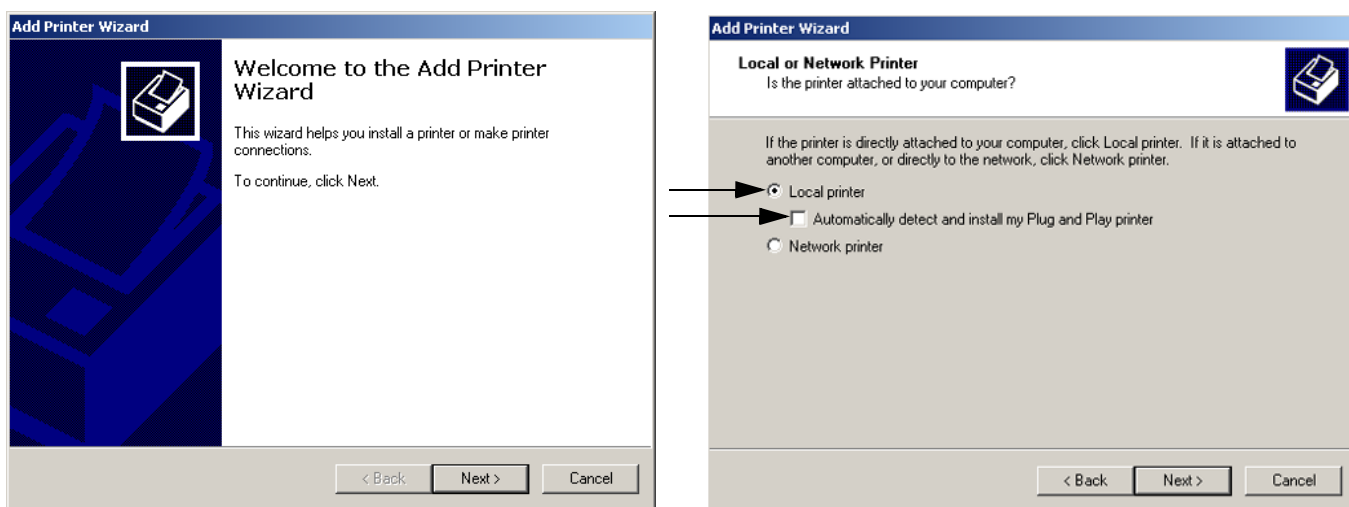 Add Printer Wizard
Welcome to the Add Printer
Wizard
This wizard helps you install a printer or make printer
connections.
To continue, click Next.
< Back
Next >
Cancel
Add Printer Wizard
Local or Network Printer
Is the printer attached to your computer?
If the printer is directly attached to your computer, click Local printer. If it is attached to
another computer, or directly to the network, click Network printer.
Local printer
Automatically detect and install my Plug and Play printer
Network printer
< Back
Next >
Cancel